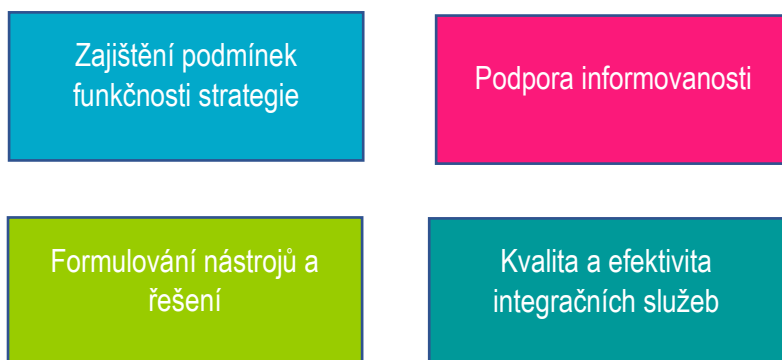 Zajištění podmínek
funkčnosti strategie
Podpora informovanosti
Formulování nástrojů a
řešení
Kvalita a efektivita
integračních služeb